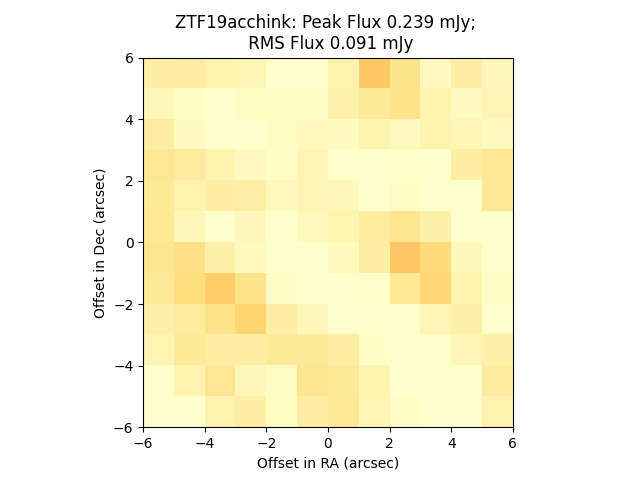 ZTF19acchink: Peak Flux 0.239 mJy;
RMS Flux 0.091 mJy
6
4
2
0
−2
−4
−6
Offset in Dec (arcsec)
−6 −4 −2 0 2 4 6
Offset in RA (arcsec)